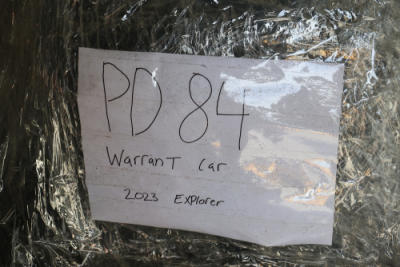 PD 84
WarranT Car
2023 Explorer